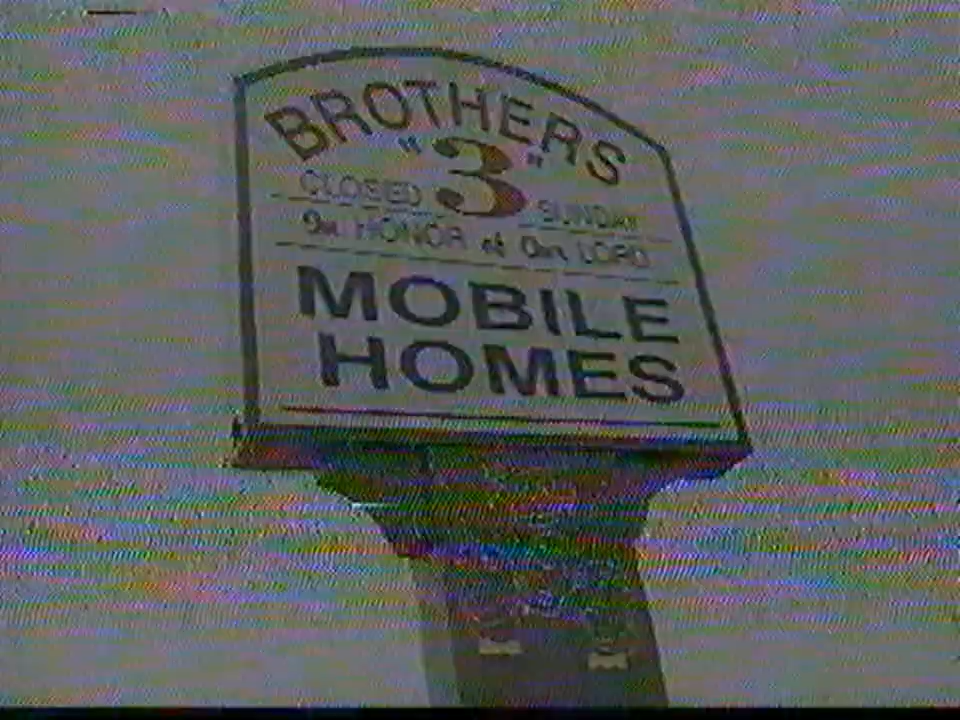 BROTHERS
"3"
CLOSED SUNDAY
In HONOR of Our LORD
MOBILE
HOMES